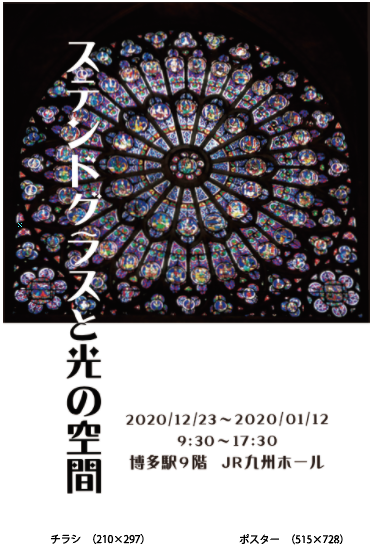 ステンドグラスと光の空間
2020/12/23～2020/01/12
9:30～17:30
博多駅9階　JR九州ホール
チラシ　（210×297）
ポスター　（515×728）